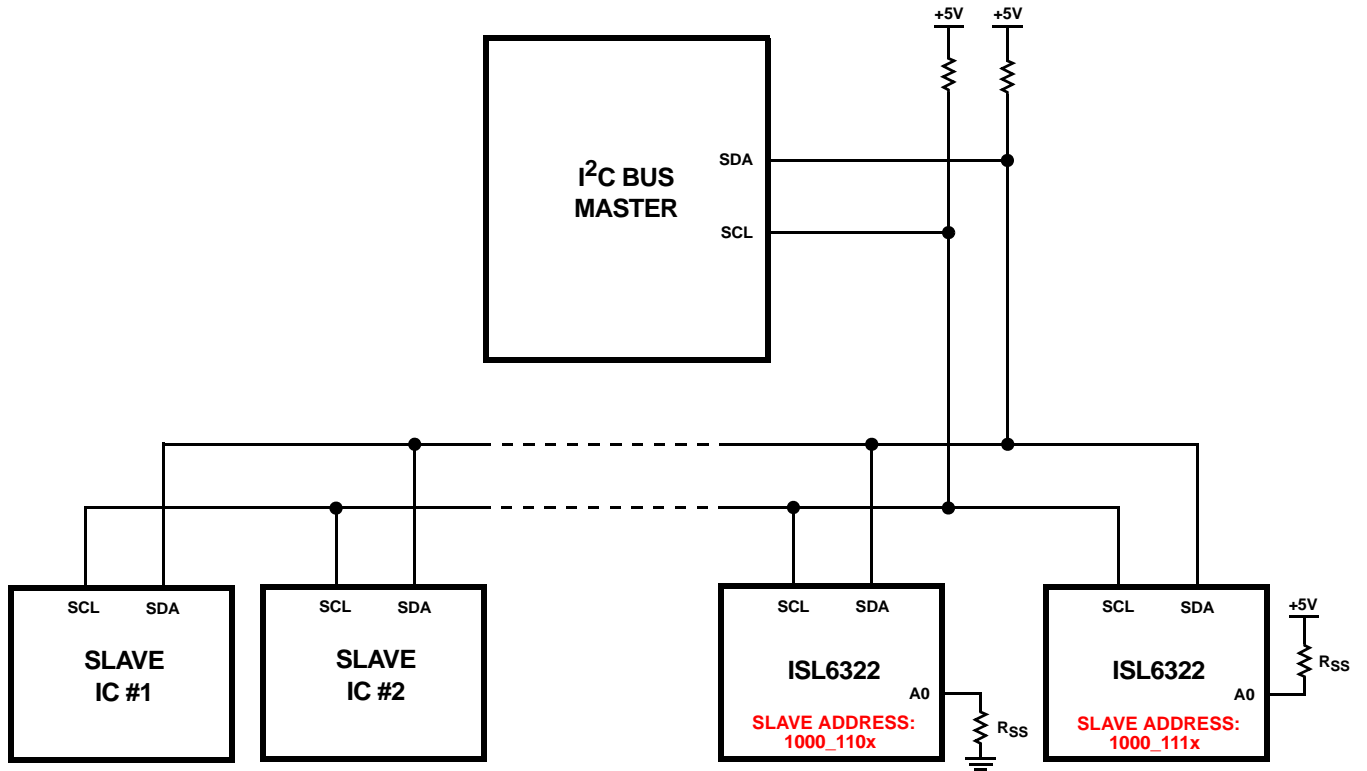 +5V +5V
I²C BUS
MASTER
SDA
SCL
SCL SDA
SLAVE
IC #1
SCL SDA
SLAVE
IC #2
SCL SDA
ISL6322
A0
SLAVE ADDRESS:
1000_110x
RSS
SCL SDA
ISL6322
A0
SLAVE ADDRESS:
1000_111x
+5V
RSS